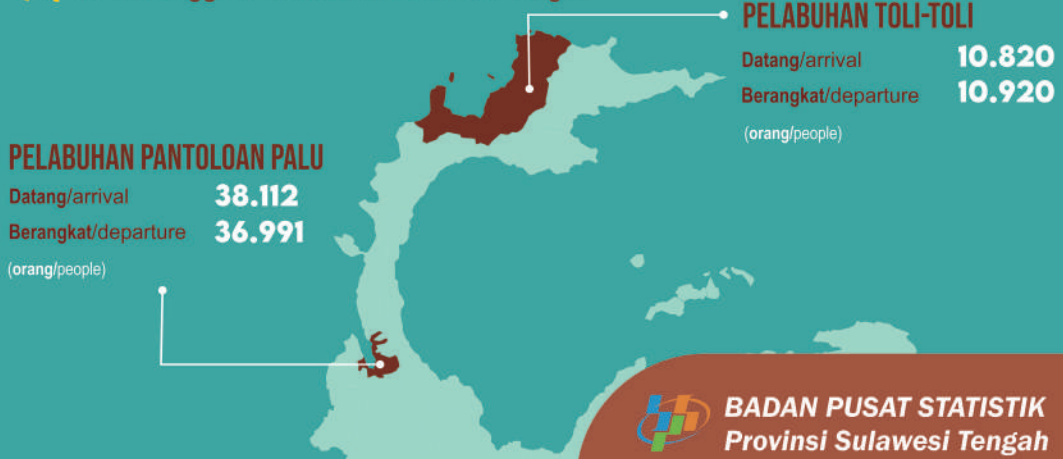 PELABUHAN TOLI-TOLI
Datang/arrival 10.820
Berangkat/departure 10.920
(orang/people)
PELABUHAN PANTOLOAN PALU
Datang/arrival 38.112
Berangkat/departure 36.991
(orang/people)
BADAN PUSAT STATISTIK
Provinsi Sulawesi Tengah